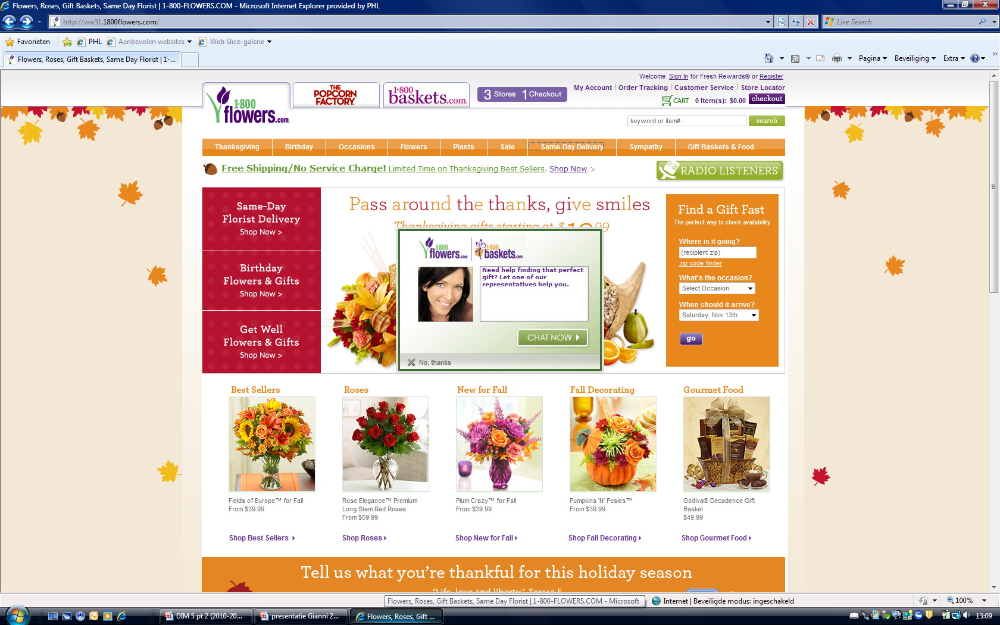 Flowers, Roses, Gift Baskets, Same Day Florist | 1-800-FLOWERS.COM - Microsoft Internet Explorer provided by PHL
http://ww31.1800flowers.com/
Live Search
Favorieten
PHL
Aanbevolen websites
Web Slice-galerie
Flowers, Roses, Gift Baskets, Same Day Florist | 1-...
Pagina
Beveiliging
Extra
Welcome Sign In for Fresh Rewards® or Register
1·800 flowers.com
THE POPCORN FACTORY.
1·800 baskets.com
3 Stores 1 Checkout
My Account | Order Tracking | Customer Service | Store Locator
CART 0 Item(s): $0.00 checkout
keyword or item#
search
Thanksgiving
Birthday
Occasions
Flowers
Plants
Sale
Same-Day Delivery
Sympathy
Gift Baskets & Food
Free Shipping/No Service Charge! Limited Time on Thanksgiving Best Sellers. Shop Now >
RADIO LISTENERS
Same-Day
Florist Delivery
Shop Now >
Birthday
Flowers & Gifts
Shop Now >
Get Well
Flowers & Gifts
Shop Now >
Pass around the thanks, give smiles
Thanksgiving gifts starting at $19.99
1·800 flowers.com
1·800 baskets.com
Need help finding that perfect
gift? Let one of our
representatives help you.
CHAT NOW
No, thanks
Find a Gift Fast
The perfect way to check availability
Where is it going?
(recipient zip)
zip code finder
What's the occasion?
Select Occasion
When should it arrive?
Saturday, Nov 13th
go
Best Sellers
Fields of Europe™ for Fall
From $39.99
Shop Best Sellers
Roses
Rose Elegance™ Premium
Long Stem Red Roses
From $59.99
Shop Roses
New for Fall
Plum Crazy™ for Fall
From $39.99
Shop New for Fall
Fall Decorating
Pumpkins 'N' Posies™
From $39.99
Shop Fall Decorating
Gourmet Food
Godiva® Decadence Gift
Basket
$49.99
Shop Gourmet Food
Tell us what you're thankful for this holiday season
"Life, love and liberty." Teresa F.
Flowers, Roses, Gift Baskets, Same Day Florist | 1-800-FLOWERS.COM - Microsoft
Internet | Beveiligde modus: ingeschakeld
100%
DIM 5 pt 2 (2010-20...
presentatie Gianni 2...
Flowers, Roses, Gift ...
13:09